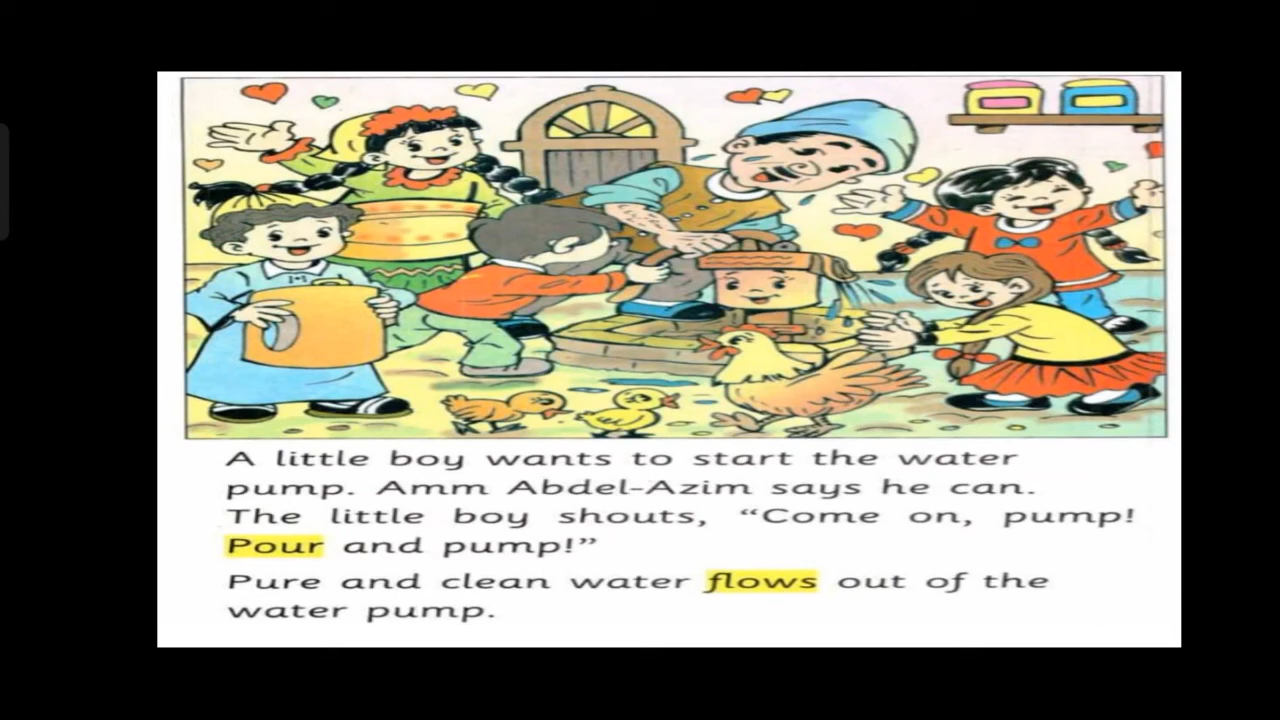 A little boy wants to start the water
pump. Amm Abdel-Azim says he can.
The little boy shouts, “Come on, pump!
Pour and pump!”
Pure and clean water flows out of the
water pump.